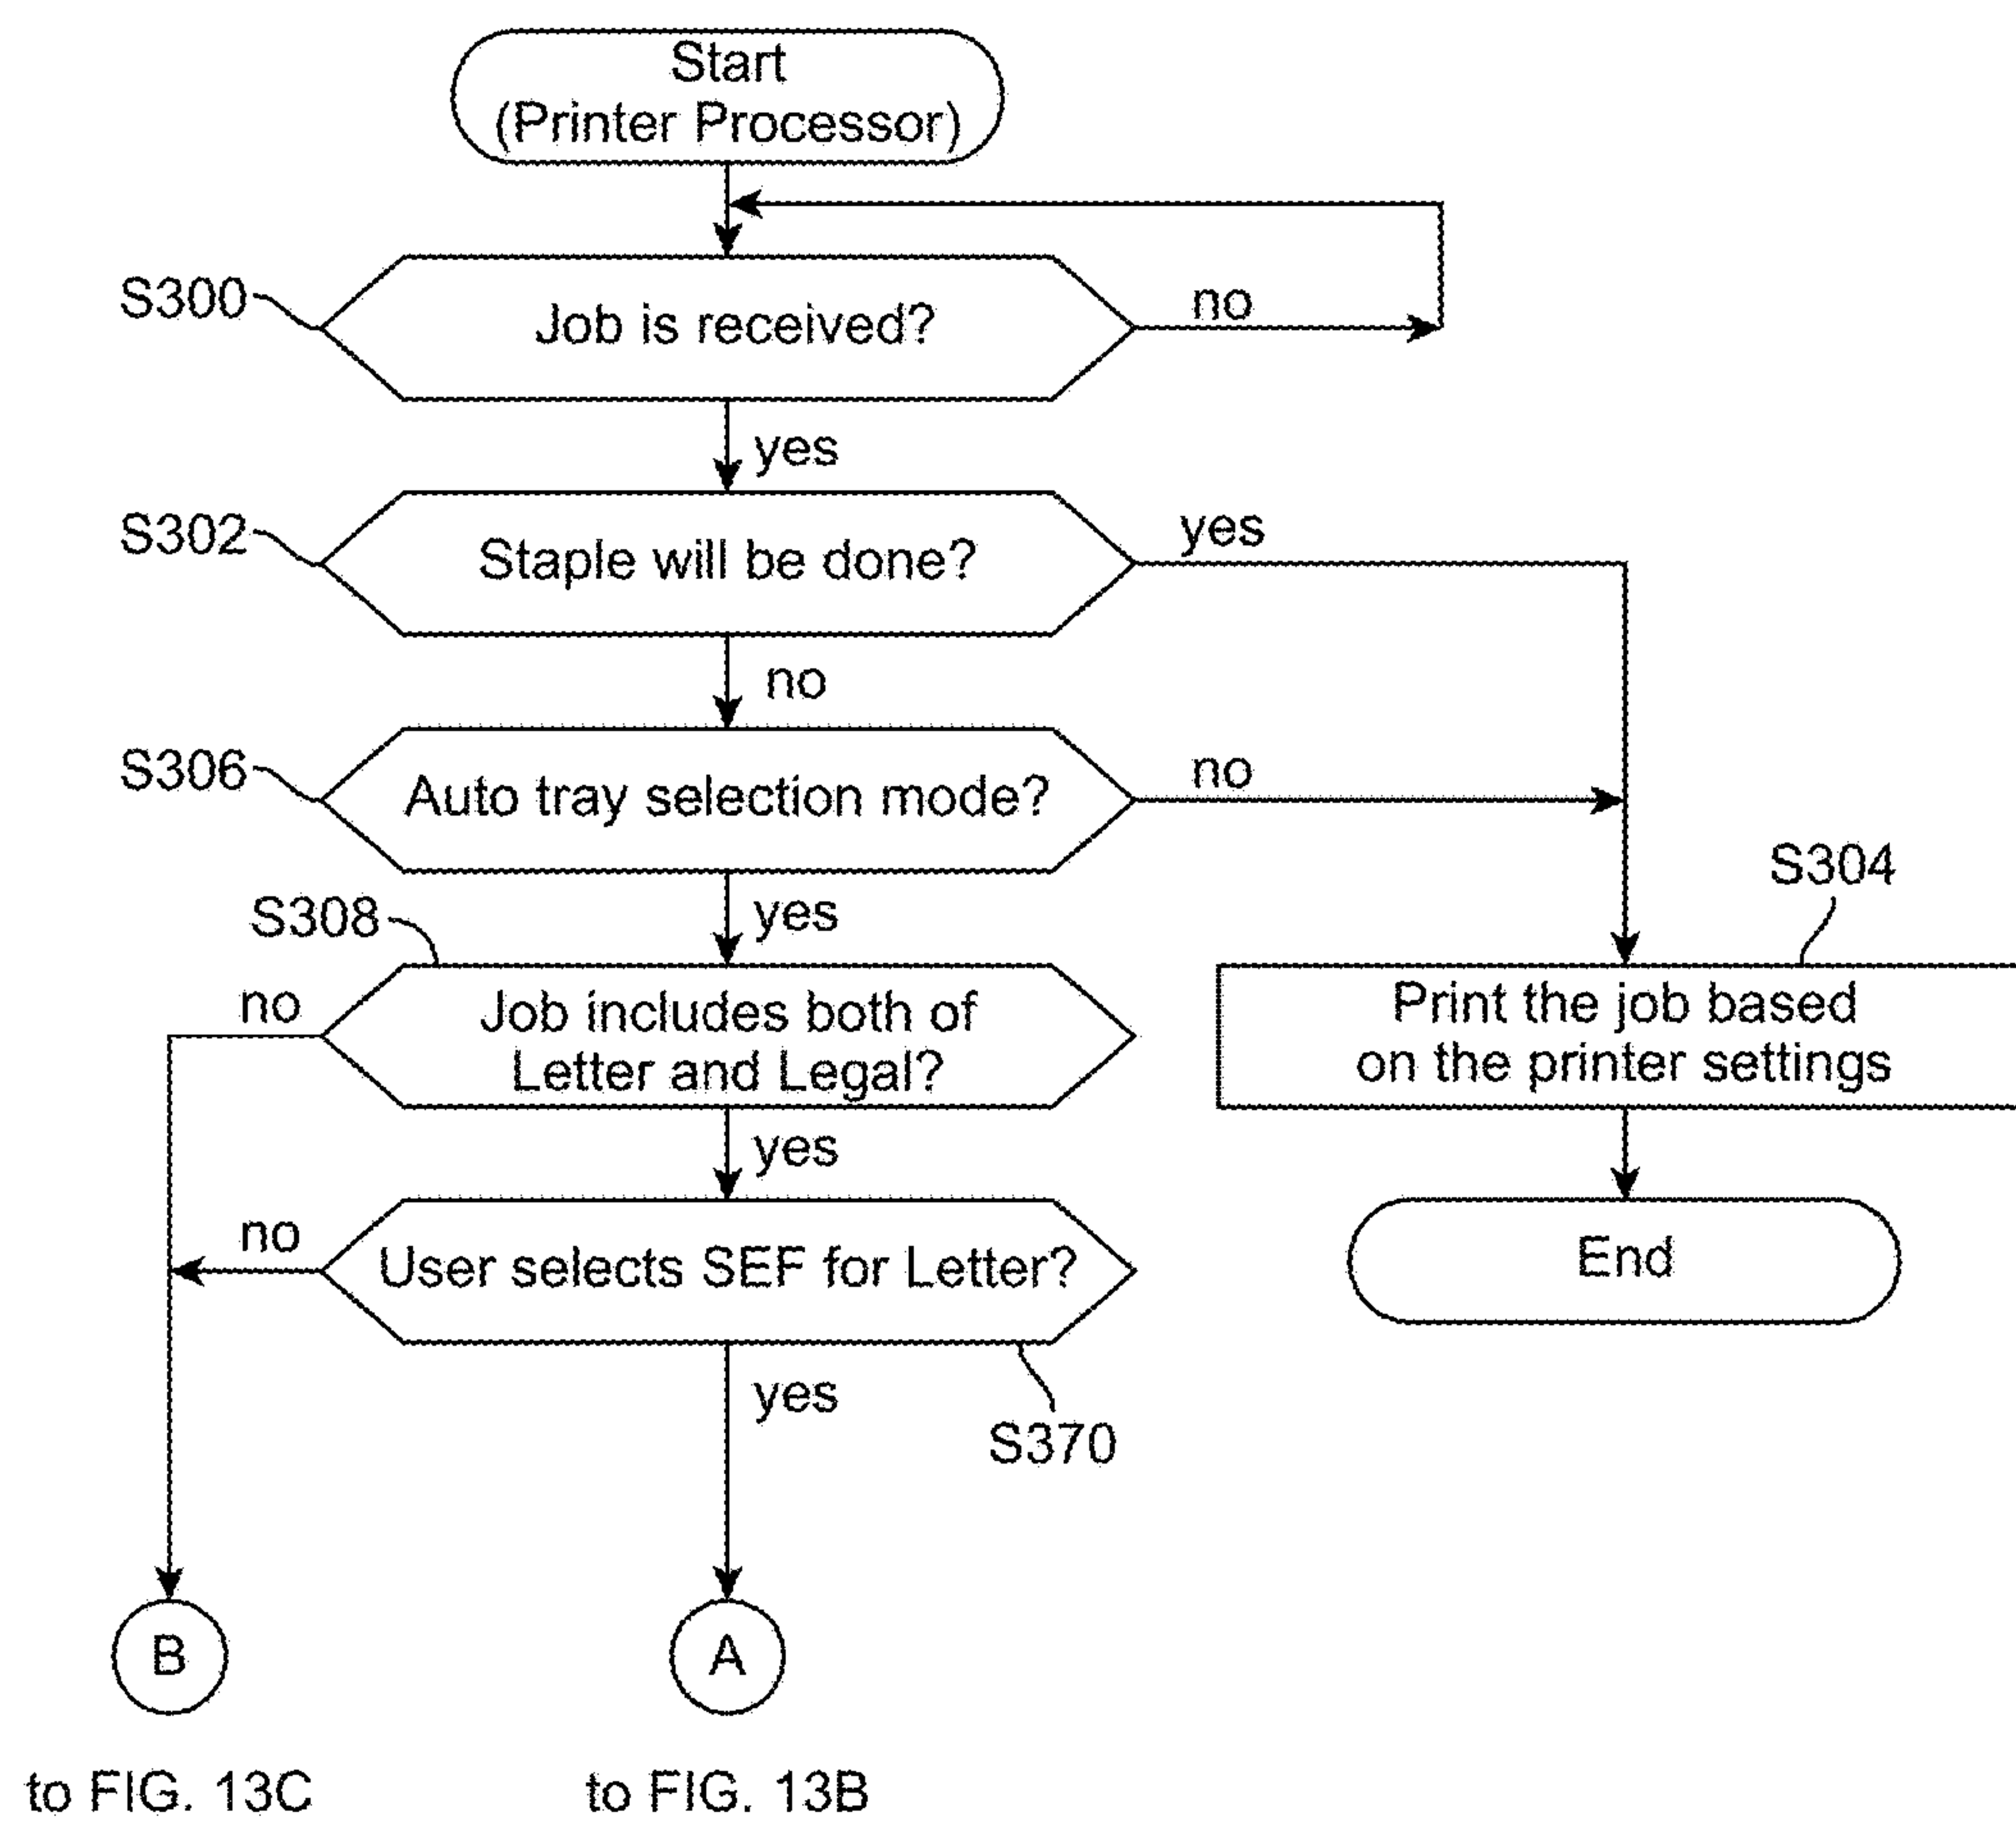 Start
(Printer Processor)
S300
Job is received?
no
yes
S302
Staple will be done?
yes
no
S306
Auto tray selection mode?
no
yes
S308
S304
no
Job includes both of
Letter and Legal?
Print the job based
on the printer settings
yes
no
User selects SEF for Letter?
End
yes
S370
B
A
to FIG. 13C
to FIG. 13B